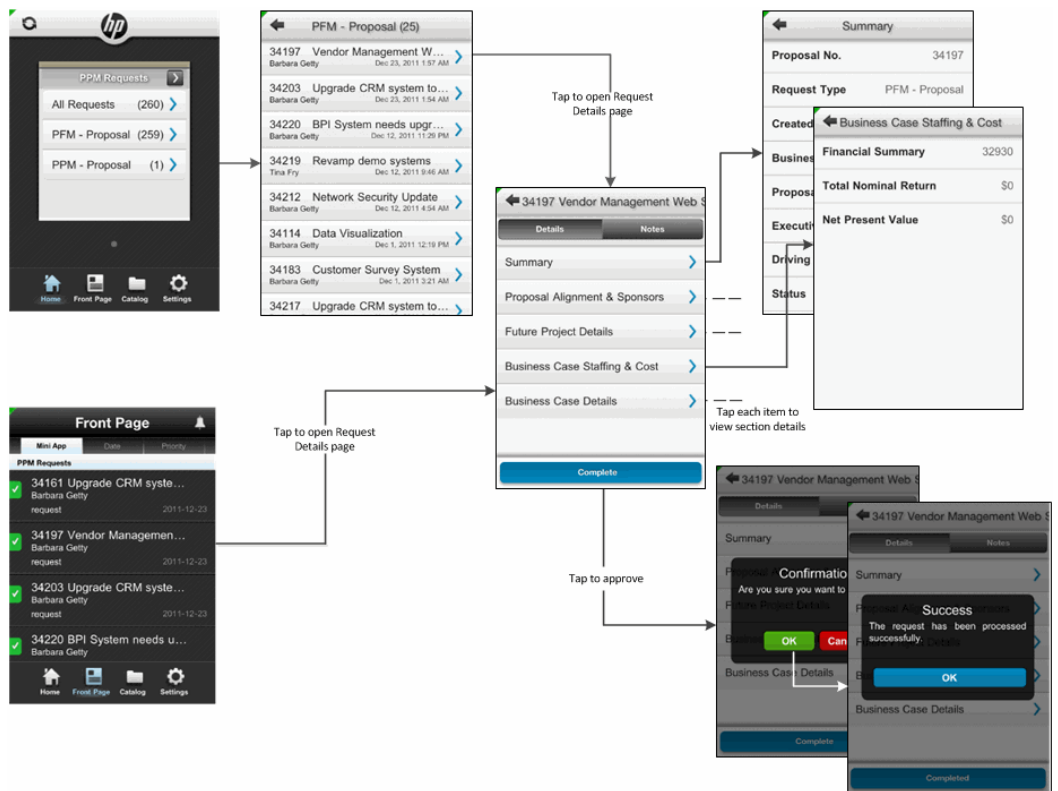 hp
PPM Requests
All Requests (260)
PFM - Proposal (259)
PPM - Proposal (1)
Home Front Page Catalog Settings
PFM - Proposal (25)
34197 Vendor Management W...
Barbara Getty Dec 23, 2011 1:57 AM
34203 Upgrade CRM system to...
Barbara Getty Dec 23, 2011 1:54 AM
34220 BPI System needs upgr...
Barbara Getty Dec 12, 2011 11:29 PM
34219 Revamp demo systems
Tina Fry Dec 12, 2011 9:46 AM
34212 Network Security Update
Barbara Getty Dec 12, 2011 4:54 AM
34114 Data Visualization
Barbara Getty Dec 1, 2011 12:19 PM
34183 Customer Survey System
Barbara Getty Dec 1, 2011 3:21 AM
34217 Upgrade CRM system to...
Tap to open Request
Details page
Summary
Proposal No. 34197
Request Type PFM - Proposal
Created
Busines
Proposa
Executi
Driving
Status
Business Case Staffing & Cost
Financial Summary 32930
Total Nominal Return $0
Net Present Value $0
34197 Vendor Management Web S
Details Notes
Summary
Proposal Alignment & Sponsors
Future Project Details
Business Case Staffing & Cost
Business Case Details
Complete
Tap each item to
view section details
Front Page
Mini App Date Priority
PPM Requests
34161 Upgrade CRM syste...
Barbara Getty
request 2011-12-23
34197 Vendor Managemen...
Barbara Getty
request 2011-12-23
34203 Upgrade CRM syste...
Barbara Getty
request 2011-12-23
34220 BPI System needs u...
Barbara Getty
Home Front Page Catalog Settings
Tap to open Request
Details page
Tap to approve
34197 Vendor Management Web S
Details
Summary
Confirmatio
Are you sure you want to
Future Project Details
OK Can
Business Case Details
Complete
34197 Vendor Management Web S
Details Notes
Summary
Success
The request has been processed
successfully.
OK
Business Case Details
Completed